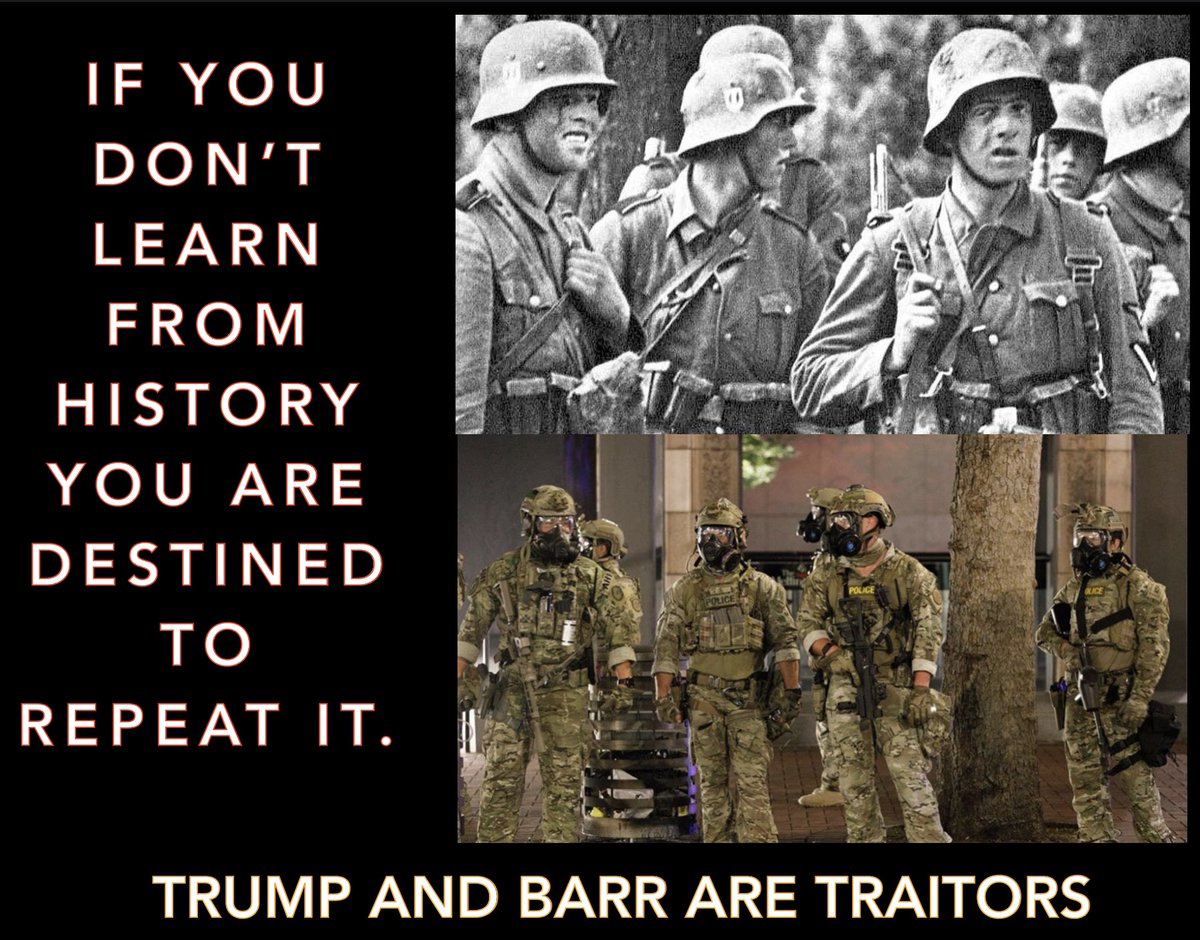 IF YOU
DON'T
LEARN
FROM
HISTORY
YOU ARE
DESTINED
TO
REPEAT IT.
POLICE
POLICE
POLICE
TRUMP AND BARR ARE TRAITORS